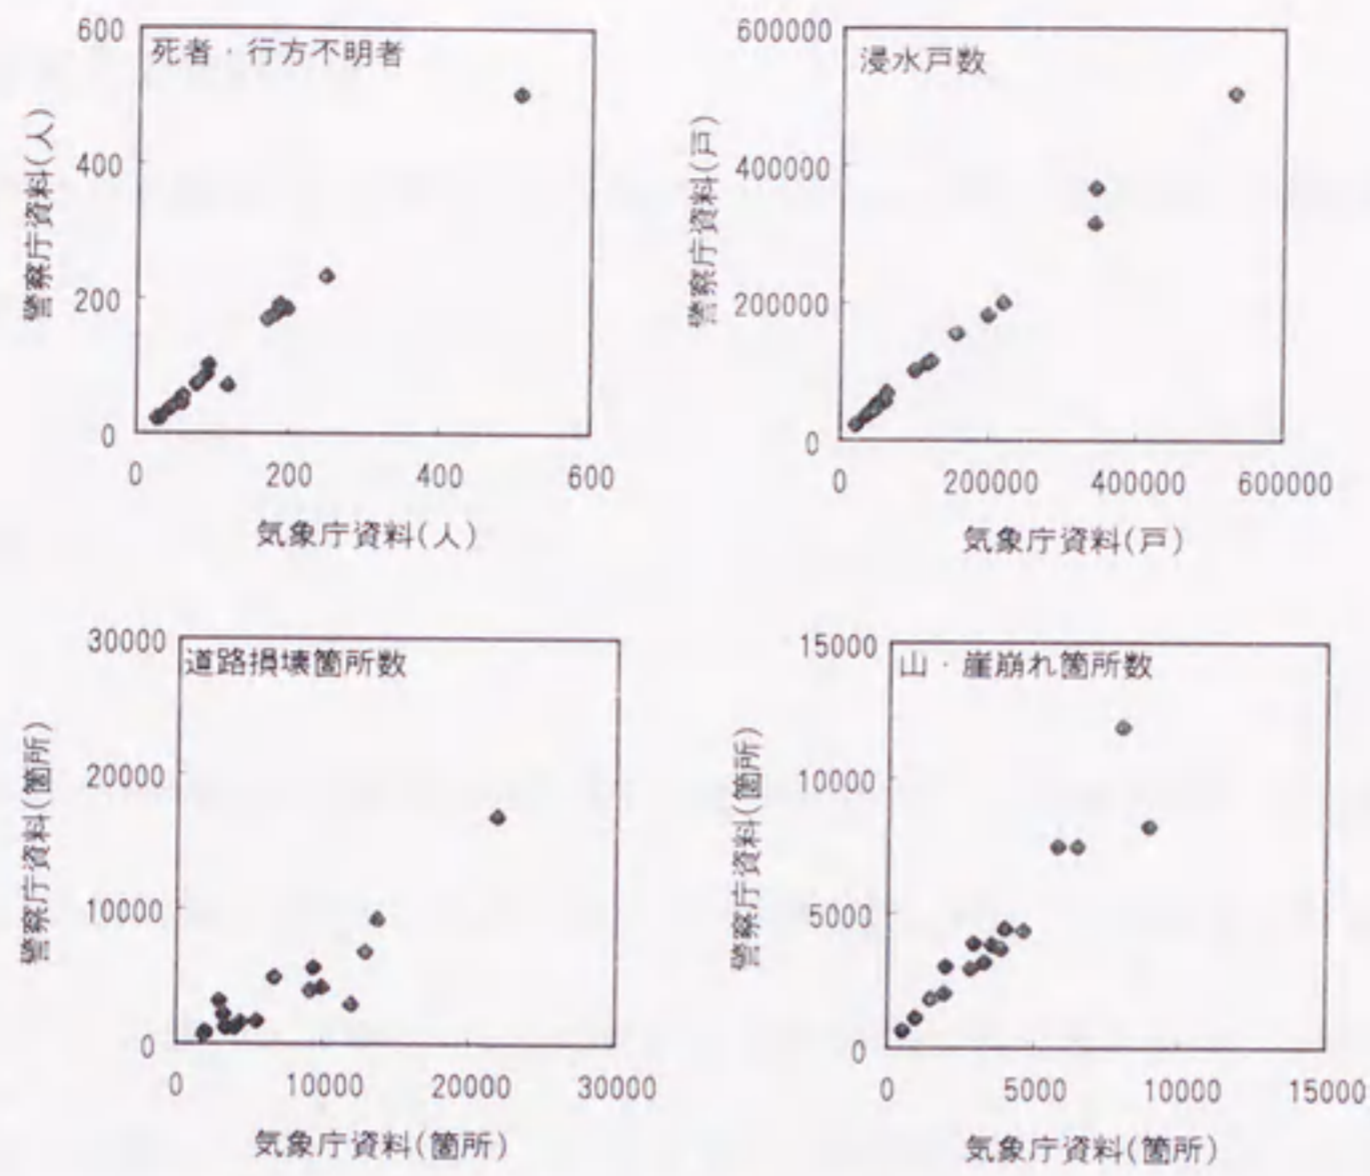 死者・行方不明者
600
400
200
0
0 200 400 600
警察庁資料(人)
気象庁資料(人)
浸水戸数
600000
400000
200000
0
0 200000 400000 600000
警察庁資料(戸)
気象庁資料(戸)
道路損壊箇所数
30000
20000
10000
0
0 10000 20000 30000
警察庁資料(箇所)
気象庁資料(箇所)
山・崖崩れ箇所数
15000
10000
5000
0
0 5000 10000 15000
警察庁資料(箇所)
気象庁資料(箇所)